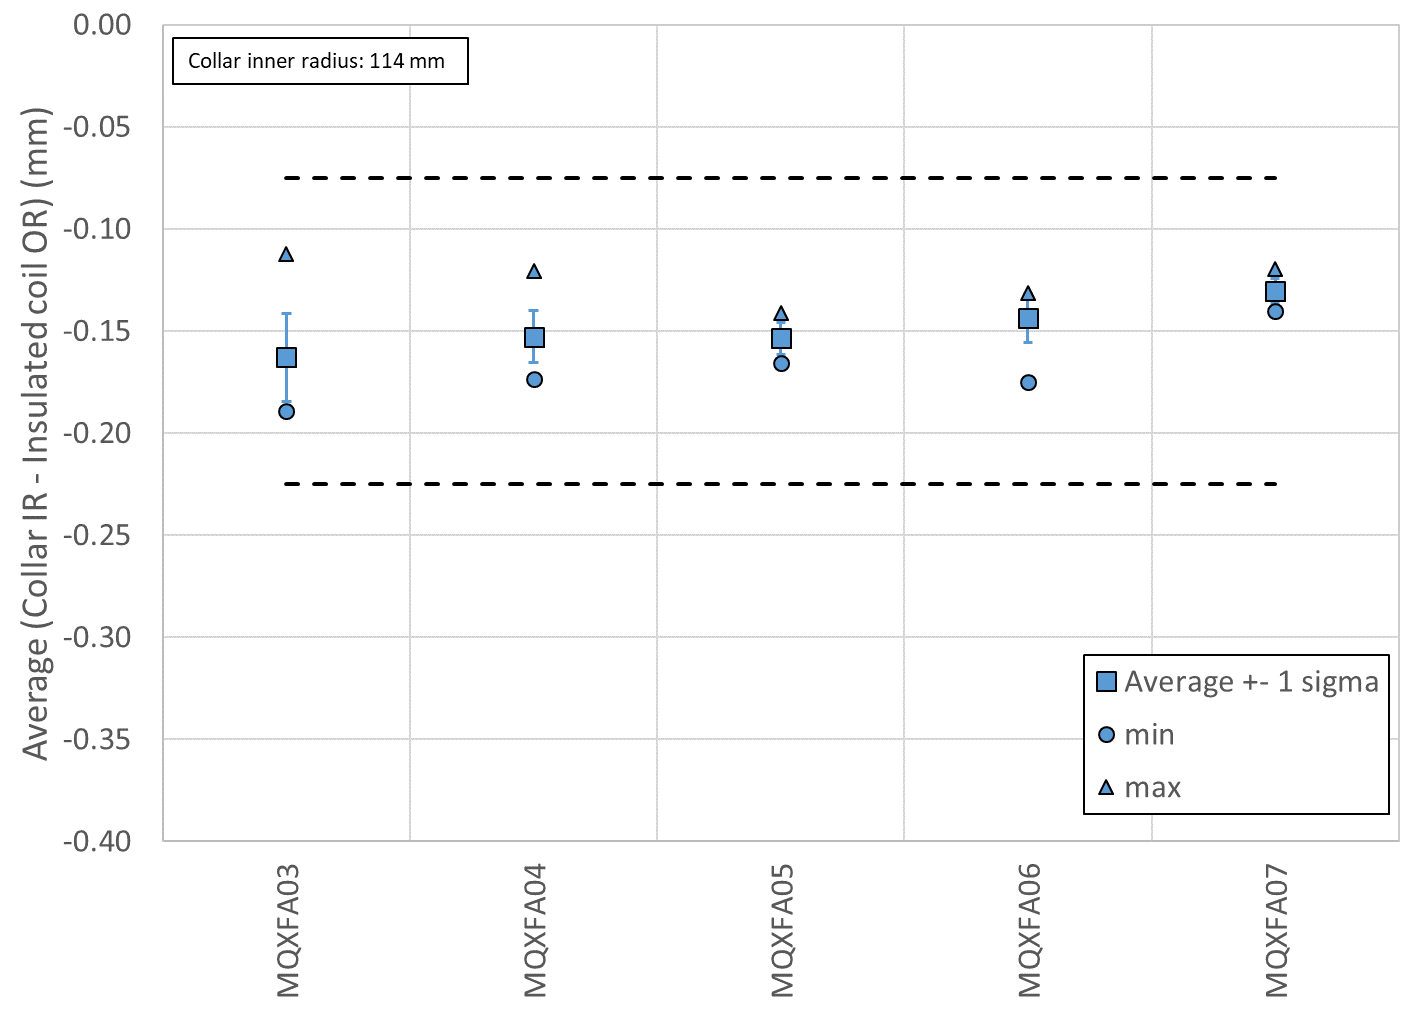 Average (Collar IR - Insulated coil OR) (mm)
0.00
-0.05
-0.10
-0.15
-0.20
-0.25
-0.30
-0.35
-0.40
Collar inner radius: 114 mm
Average +- 1 sigma
min
max
MQXFA03
MQXFA04
MQXFA05
MQXFA06
MQXFA07